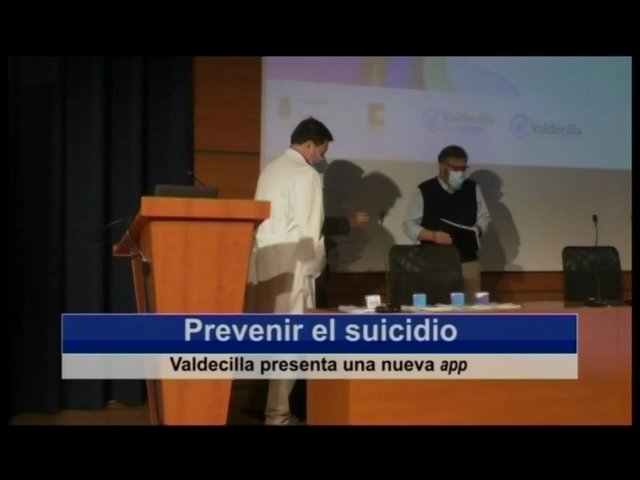 Valdecilla
Valdecilla
Prevenir el suicidio
Valdecilla presenta una nueva app